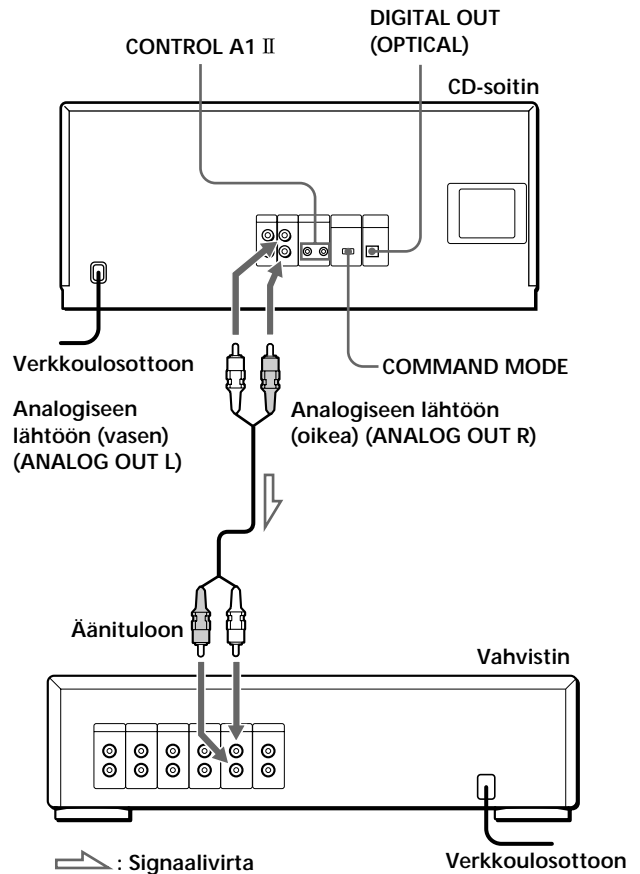 DIGITAL OUT
(OPTICAL)
CONTROL A1 Ⅱ
CD-soitin
Verkkoulosottoon
COMMAND MODE
Analogiseen
lähtöön (vasen)
(ANALOG OUT L)
Analogiseen lähtöön
(oikea) (ANALOG OUT R)
Äänituloon
Vahvistin
: Signaalivirta
Verkkoulosottoon